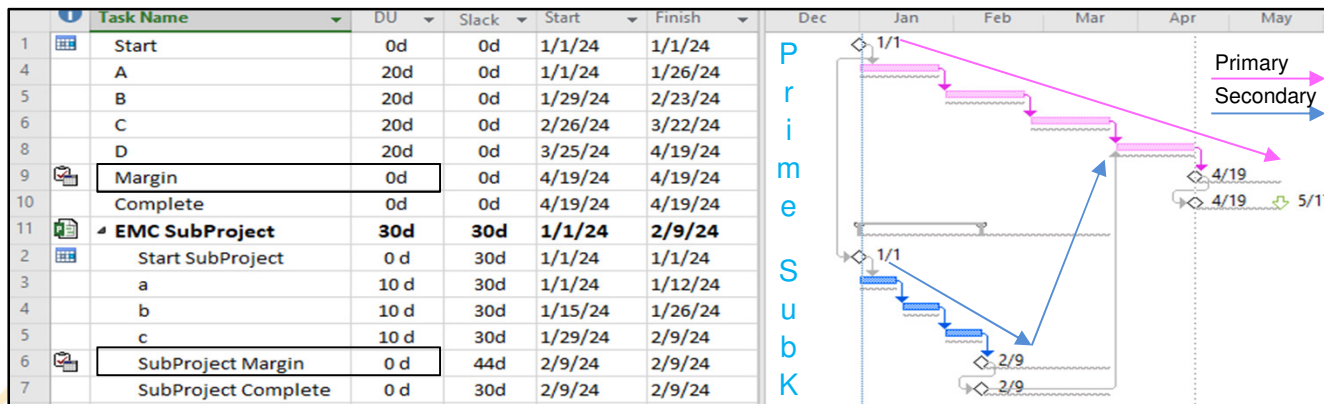 Task Name DU Slack Start Finish Dec Jan Feb Mar Apr May
1 Start 0d 0d 1/1/24 1/1/24 1/1
4 A 20d 0d 1/1/24 1/26/24
5 B 20d 0d 1/29/24 2/23/24
6 C 20d 0d 2/26/24 3/22/24
8 D 20d 0d 3/25/24 4/19/24
9 Margin 0d 0d 4/19/24 4/19/24 4/19
10 Complete 0d 0d 4/19/24 4/19/24 4/19 5/1
11 EMC SubProject 30d 30d 1/1/24 2/9/24
2 Start SubProject 0 d 30d 1/1/24 1/1/24 1/1
3 a 10 d 30d 1/1/24 1/12/24
4 b 10 d 30d 1/15/24 1/26/24
5 c 10 d 30d 1/29/24 2/9/24
6 SubProject Margin 0 d 44d 2/9/24 2/9/24 2/9
7 SubProject Complete 0 d 30d 2/9/24 2/9/24 2/9
Prime
SubK
Primary
Secondary